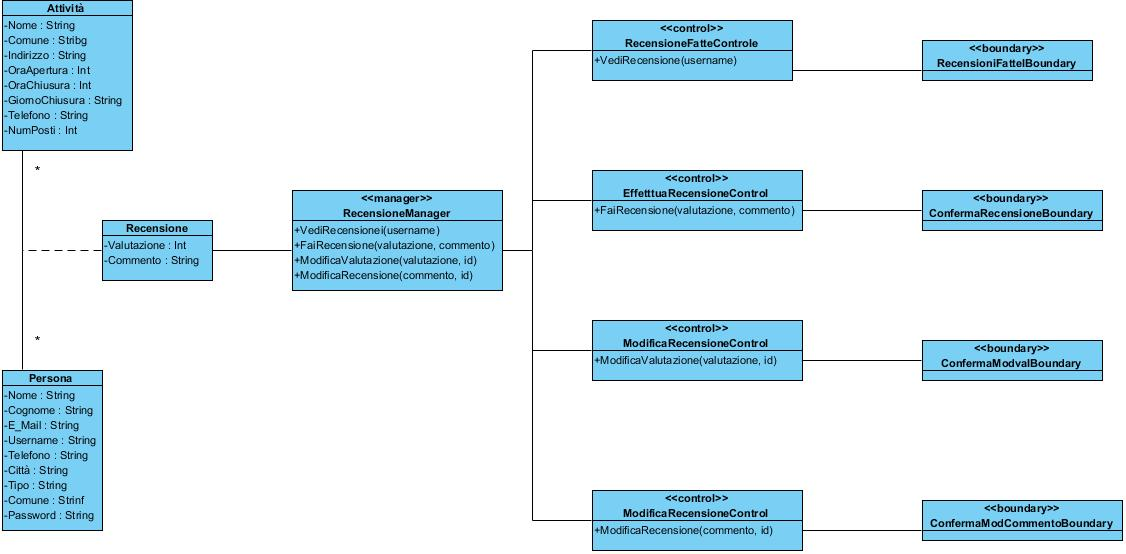 Attività
-Nome : String
-Comune : Stribg
-Indirizzo : String
-OraApertura : Int
-OraChiusura : Int
-GiornoChiusura : String
-Telefono : String
-NumPosti : Int
*
*
Persona
-Nome : String
-Cognome : String
-E_Mail : String
-Username : String
-Telefono : String
-Città : String
-Tipo : String
-Comune : Strinf
-Password : String
Recensione
-Valutazione : Int
-Commento : String
<<manager>>
RecensioneManager
+VediRecensionei(username)
+FaiRecensione(valutazione, commento)
+ModificaValutazione(valutazione, id)
+ModificaRecensione(commento, id)
<<control>>
RecensioneFatteControle
+VediRecensione(username)
<<boundary>>
RecensioniFatteIBoundary
<<control>>
EffetttuaRecensioneControl
+FaiRecensione(valutazione, commento)
<<boundary>>
ConfermaRecensioneBoundary
<<control>>
ModificaRecensioneControl
+ModificaValutazione(valutazione, id)
<<boundary>>
ConfermaModvalBoundary
<<control>>
ModificaRecensioneControl
+ModificaRecensione(commento, id)
<<boundary>>
ConfermaModCommentoBoundary